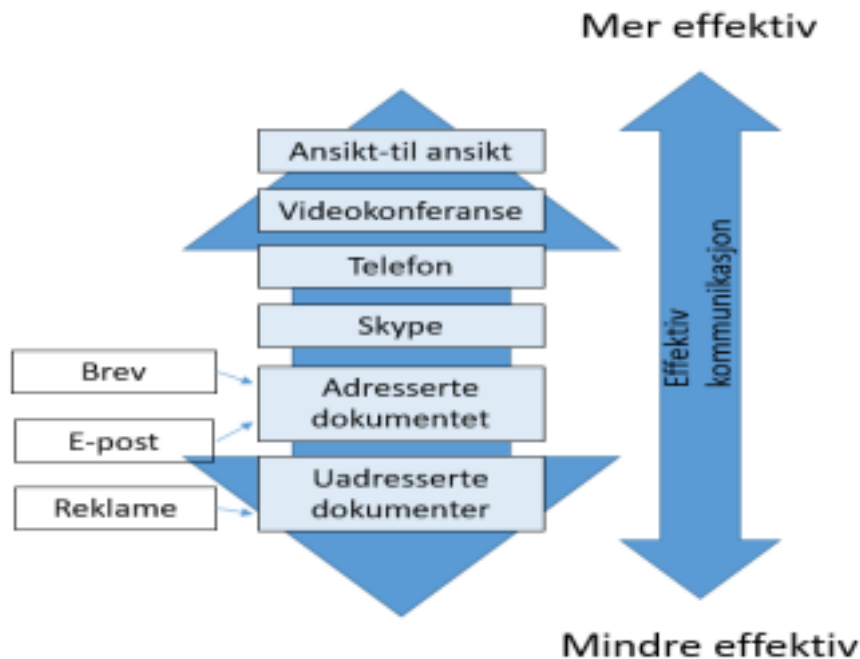 Mer effektiv
Ansikt-til ansikt
Videokonferanse
Telefon
Skype
Brev
Adresserte
dokumentet
E-post
Uadresserte
dokumenter
Reklame
Effektiv
kommunikasjon
Mindre effektiv